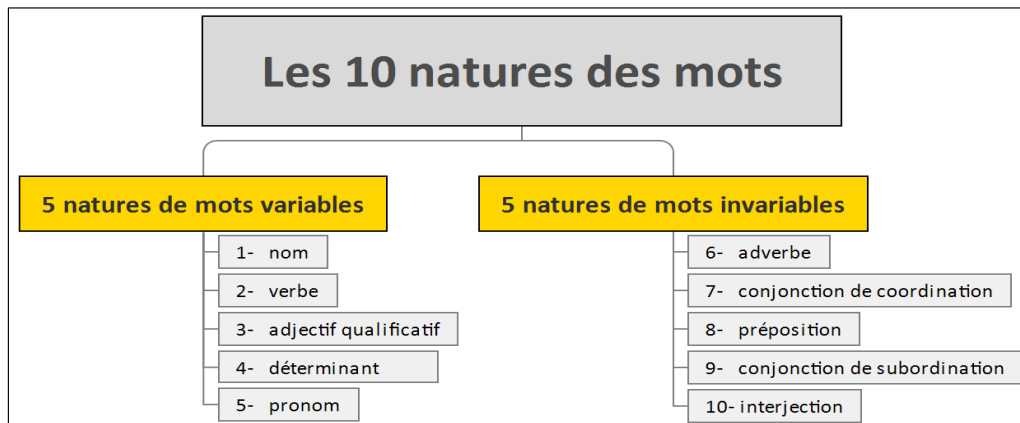 Les 10 natures des mots
5 natures de mots variables
1- nom
2- verbe
3- adjectif qualificatif
4- déterminant
5- pronom
5 natures de mots invariables
6- adverbe
7- conjonction de coordination
8- préposition
9- conjonction de subordination
10- interjection